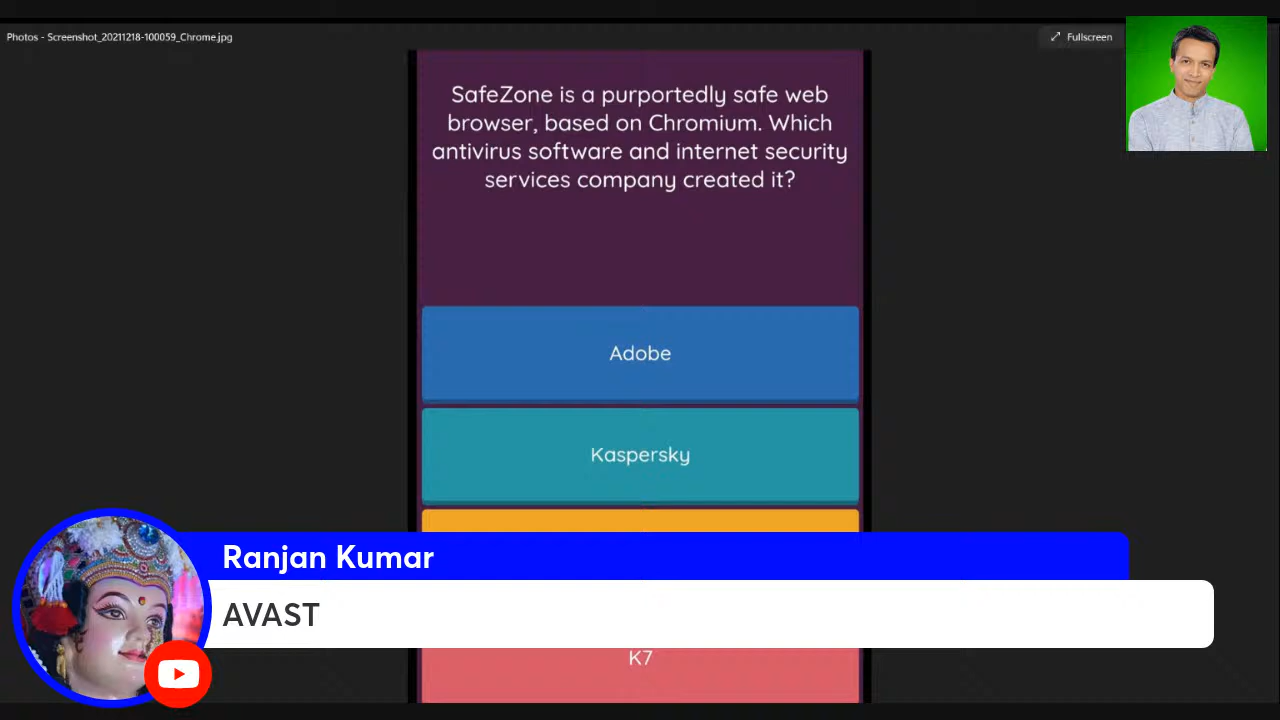 Photos - Screenshot_20211218-100059_Chrome.jpg
Fullscreen
SafeZone is a purportedly safe web
browser, based on Chromium. Which
antivirus software and internet security
services company created it?
Adobe
Kaspersky
Ranjan Kumar
AVAST
K7